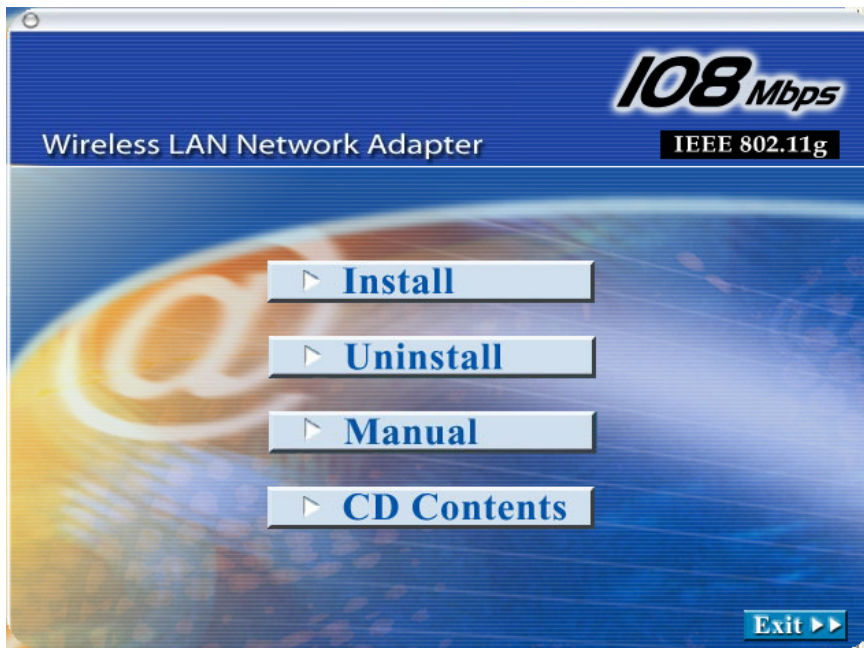 108 Mbps
Wireless LAN Network Adapter
IEEE 802.11g
@
Install
Uninstall
Manual
CD Contents
Exit